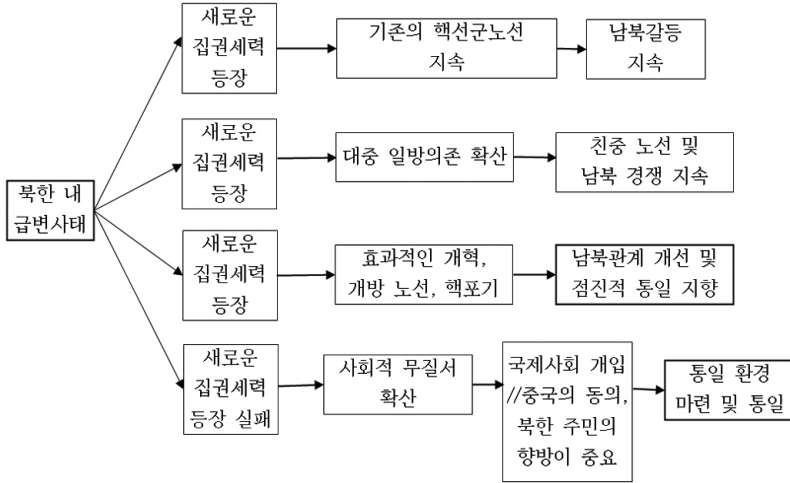 북한 내
급변사태
새로운
집권세력
등장
기존의 핵선군노선
지속
남북갈등
지속
새로운
집권세력
등장
대중 일방의존 확산
친중 노선 및
남북 경쟁 지속
새로운
집권세력
등장
효과적인 개혁,
개방 노선, 핵포기
남북관계 개선 및
점진적 통일 지향
새로운
집권세력
등장 실패
사회적 무질서
확산
국제사회 개입
//중국의 동의,
북한 주민의
향방이 중요
통일 환경
마련 및 통일